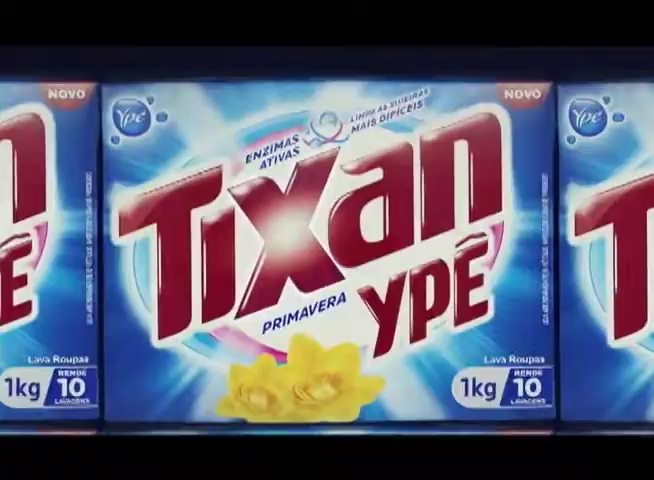 NOVO
Ypê
ENZIMAS
ATIVAS
LIMPA AS SUJEIRAS
MAIS DIFÍCEIS
NOVO
Ypê
TIXan
YPÊ
PRIMAVERA
Lava Roupas
1kg
RENDE
10
LAVAGENS
Lava Roupas
1kg
RENDE
10
LAVAGENS